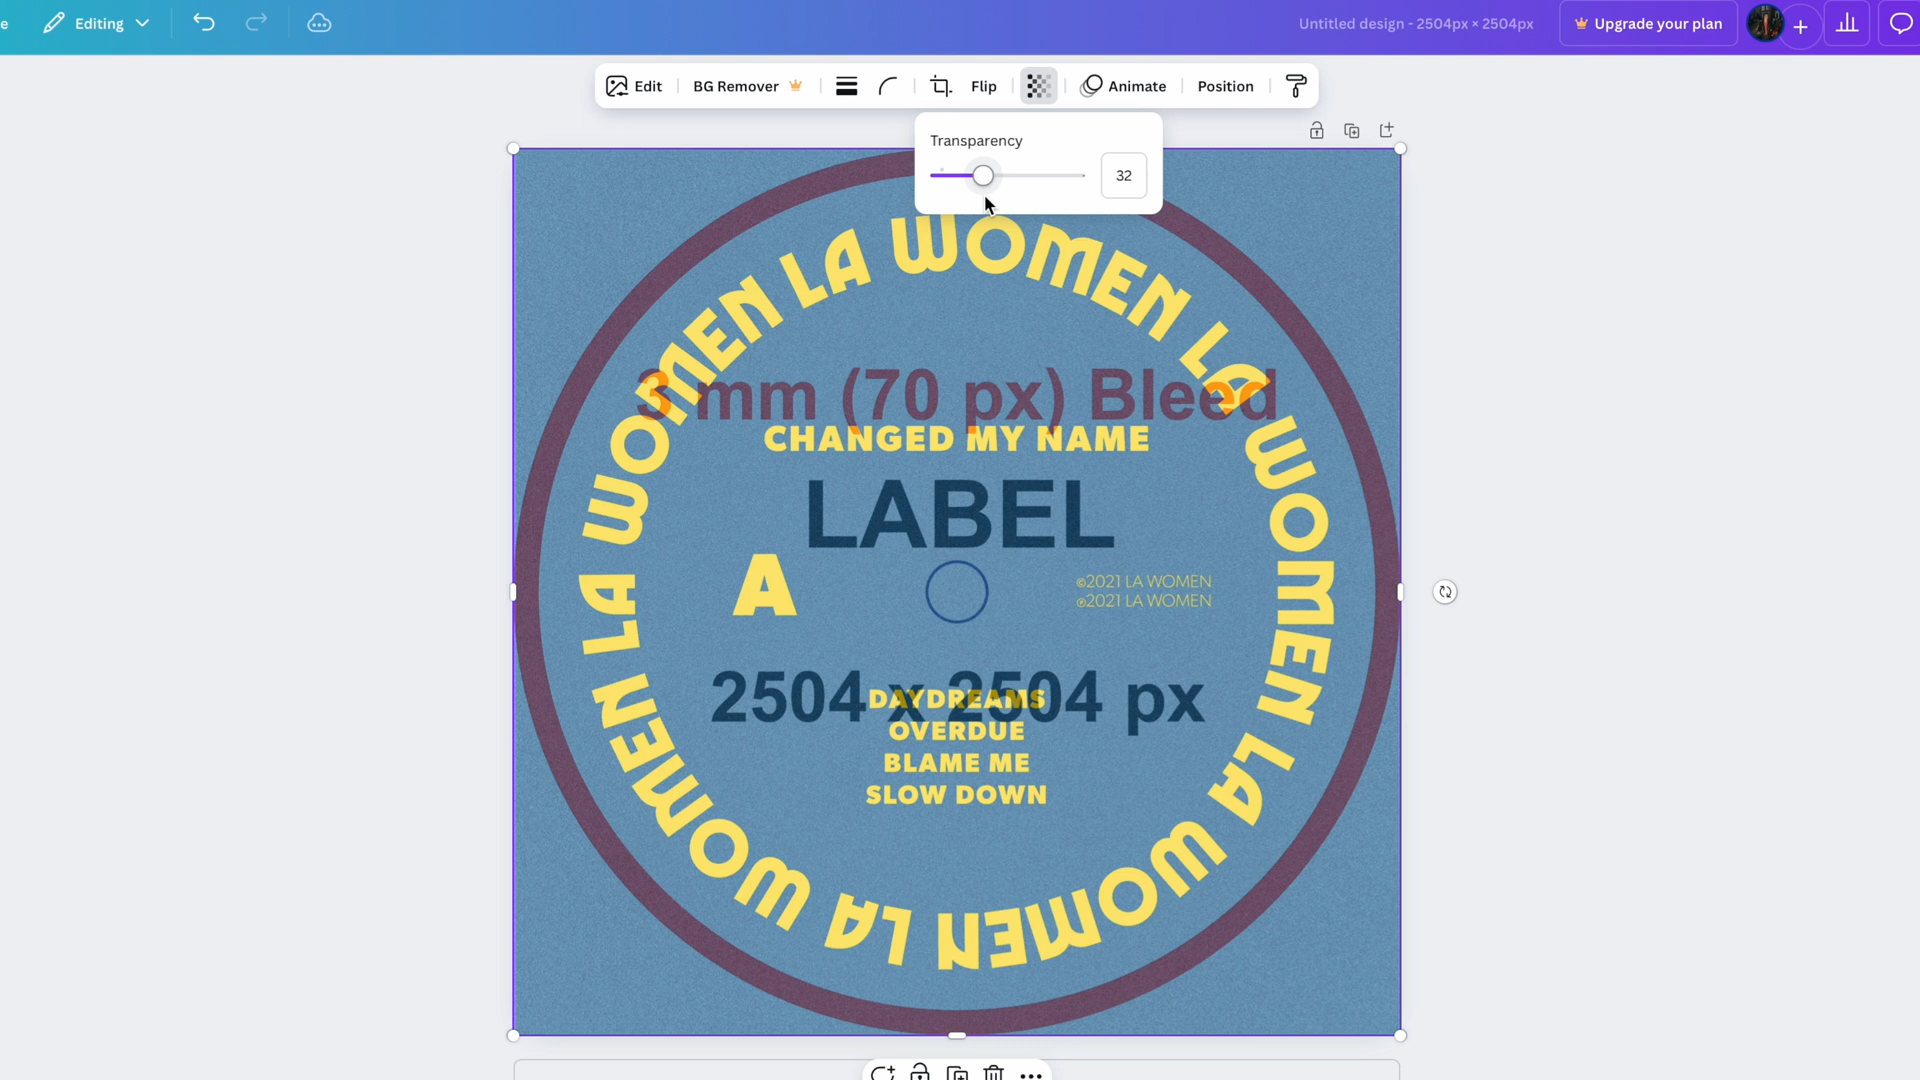 e
Editing
Untitled design - 2504px × 2504px
Upgrade your plan
Edit
BG Remover
Flip
Animate
Position
Transparency
32
LA WOMEN LA WOMEN LA WOMEN LA WOMEN LA WOMEN LA WOMEN
3 mm (70 px) Bleed
CHANGED MY NAME
LABEL
A
©2021 LA WOMEN
℗2021 LA WOMEN
2504 x 2504 px
DAYDREAMS
OVERDUE
BLAME ME
SLOW DOWN